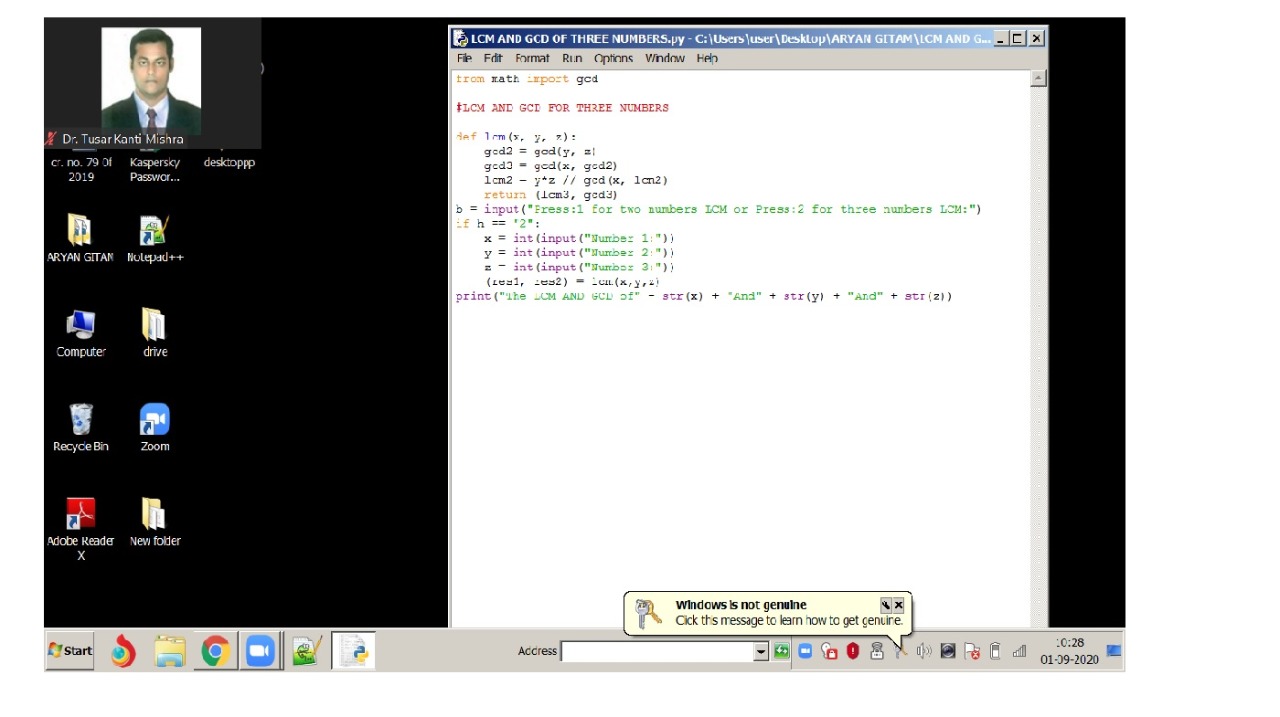 LCM AND GCD OF THREE NUMBERS.py - C:\Users\user\Desktop\ARYAN GITAM\LCM AND G...
File Edit Format Run Options Window Help
from math import gcd
#LCM AND GCD FOR THREE NUMBERS
def lcm(x, y, z):
gcd2 = gcd(y, z)
gcd3 = gcd(x, gcd2)
lcm2 = y*z // gcd(x, lcm2)
return (lcm3, gcd3)
b = input("Press:1 for two numbers LCM or Press:2 for three numbers LCM:")
if h == "2":
x = int(input("Number 1:"))
y = int(input("Number 2:"))
z = int(input("Number 3:"))
(res1, res2) = lcm(x,y,z)
print("The LCM AND GCD of" - str(x) + "And" + str(y) + "And" + str(z))
Dr. Tusar Kanti Mishra
cr. no. 79 Of 2019
Kaspersky Passwor...
desktoppp
ARYAN GITAN
Notepad++
Computer
drive
Recycle Bin
Zoom
Adobe Reader X
New folder
Windows is not genuine
Click this message to learn how to get genuine.
Start
Address
10:28
01-09-2020